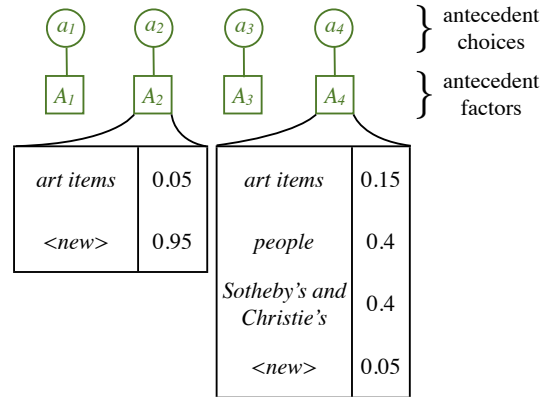 a1 a2 a3 a4 antecedent
choices
A1 A2 A3 A4 antecedent
factors
art items 0.05
<new> 0.95
art items 0.15
people 0.4
Sotheby's and
Christie's 0.4
<new> 0.05